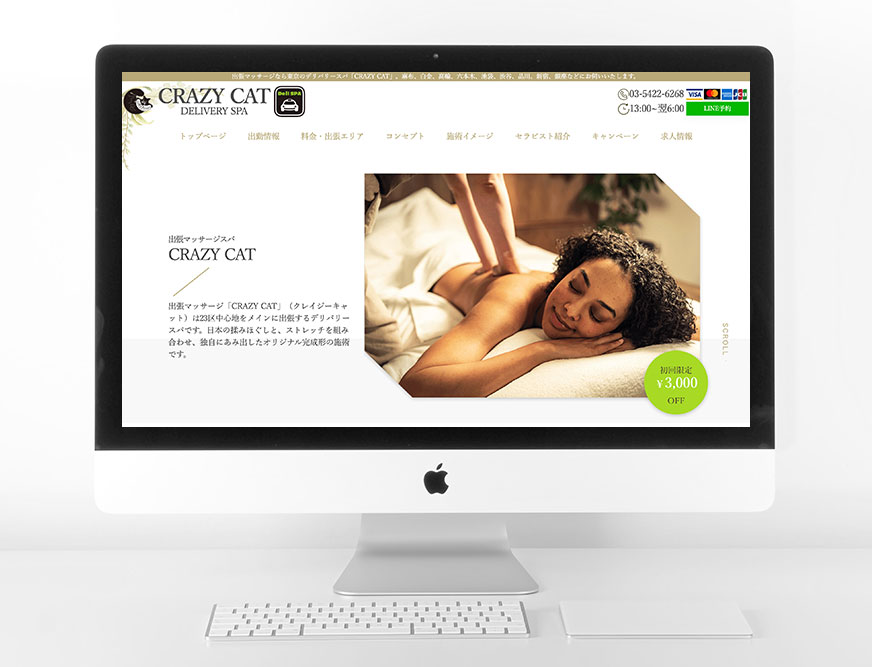 出張マッサージなら東京のデリバリースパ「CRAZY CAT」。麻布、白金、高輪、六本木、池袋、渋谷、品川、新宿、銀座などにお伺いいたします。
CRAZY CAT
DELIVERY SPA
Deli SPA
03-5422-6268 VISA AMERICAN EXPRESS JCB
13:00~翌6:00 LINE予約
トップページ 出勤情報 料金・出張エリア コンセプト 施術イメージ セラピスト紹介 キャンペーン 求人情報
出張マッサージスパ
CRAZY CAT
出張マッサージ「CRAZY CAT」（クレイジーキャ
ット）は23区中心地をメインに出張するデリバリー
スパです。日本の揉みほぐしと、ストレッチを組み
合わせ、独自にあみ出したオリジナル完成形の施術
です。
SCROLL
初回限定
¥3,000
OFF